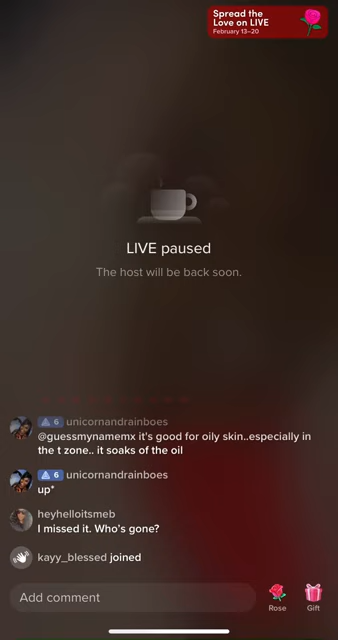 Spread the
Love on LIVE
February 13–20
LIVE paused
The host will be back soon.
6 unicornandrainboes
@guessmynamemx it's good for oily skin..especially in
the t zone.. it soaks of the oil
6 unicornandrainboes
up*
heyhelloitsmeb
I missed it. Who's gone?
kayy_blessed joined
Add comment
Rose
Gift